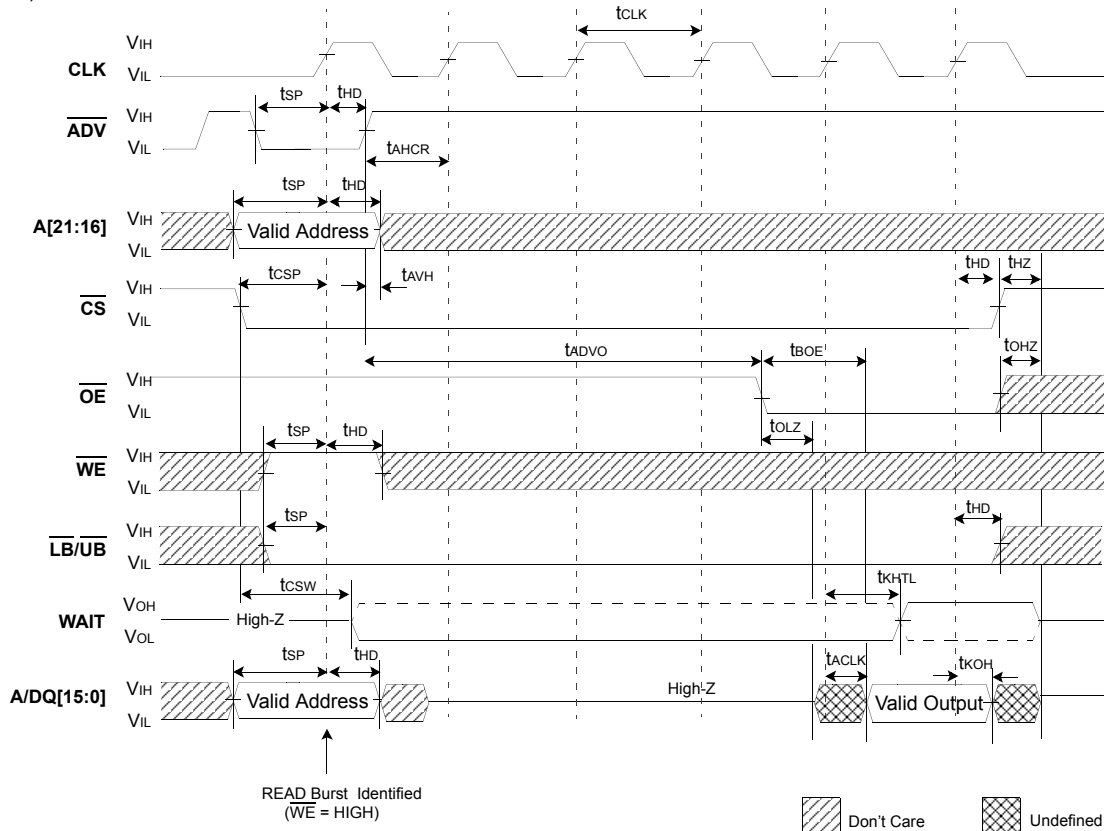 tCLK
VIH
CLK
VIL
tSP tHD
VIH
ADV
VIL
tAHCR
tSP tHD
A[21:16] VIH
Valid Address
VIL
tCSP tAVH tHD tHZ
VIH
CS
VIL
tADVO tBOE tOHZ
VIH
OE
VIL
tOLZ
tSP tHD
VIH
WE
VIL
tSP tHD
VIH
LB/UB
VIL
tCSW tKHTL
VOH
WAIT High-Z
VOL
tSP tHD tACLK tKOH
A/DQ[15:0] VIH
Valid Address High-Z Valid Output
VIL
READ Burst Identified
(WE = HIGH)
Don't Care Undefined